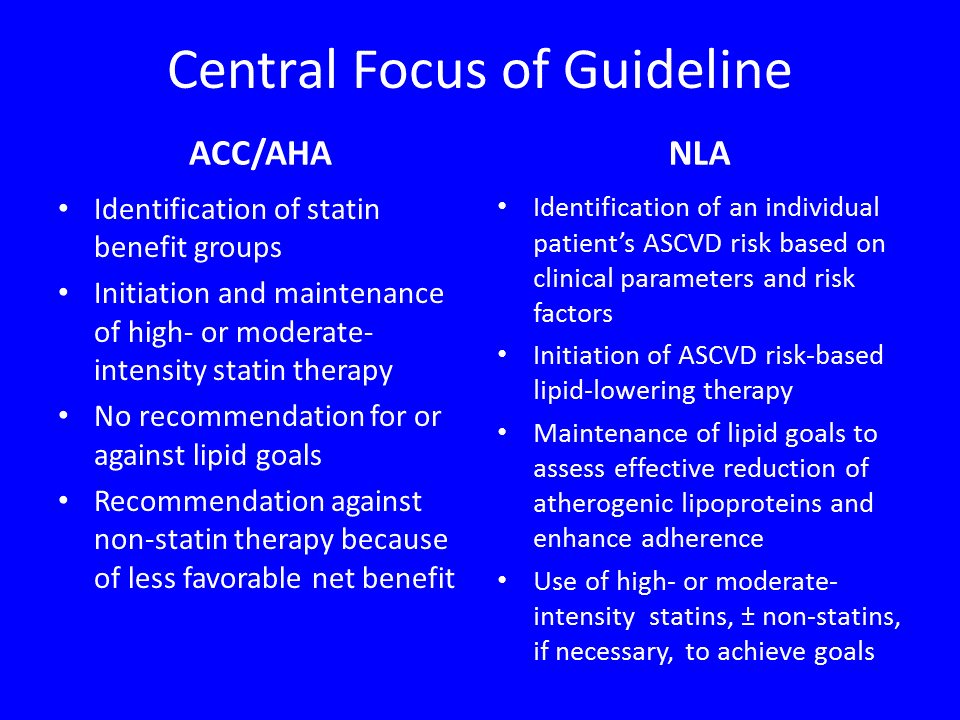 Central Focus of Guideline
ACC/AHA
• Identification of statin
benefit groups
• Initiation and maintenance
of high- or moderate-
intensity statin therapy
• No recommendation for or
against lipid goals
• Recommendation against
non-statin therapy because
of less favorable net benefit
NLA
• Identification of an individual
patient’s ASCVD risk based on
clinical parameters and risk
factors
• Initiation of ASCVD risk-based
lipid-lowering therapy
• Maintenance of lipid goals to
assess effective reduction of
atherogenic lipoproteins and
enhance adherence
• Use of high- or moderate-
intensity statins, ± non-statins,
if necessary, to achieve goals